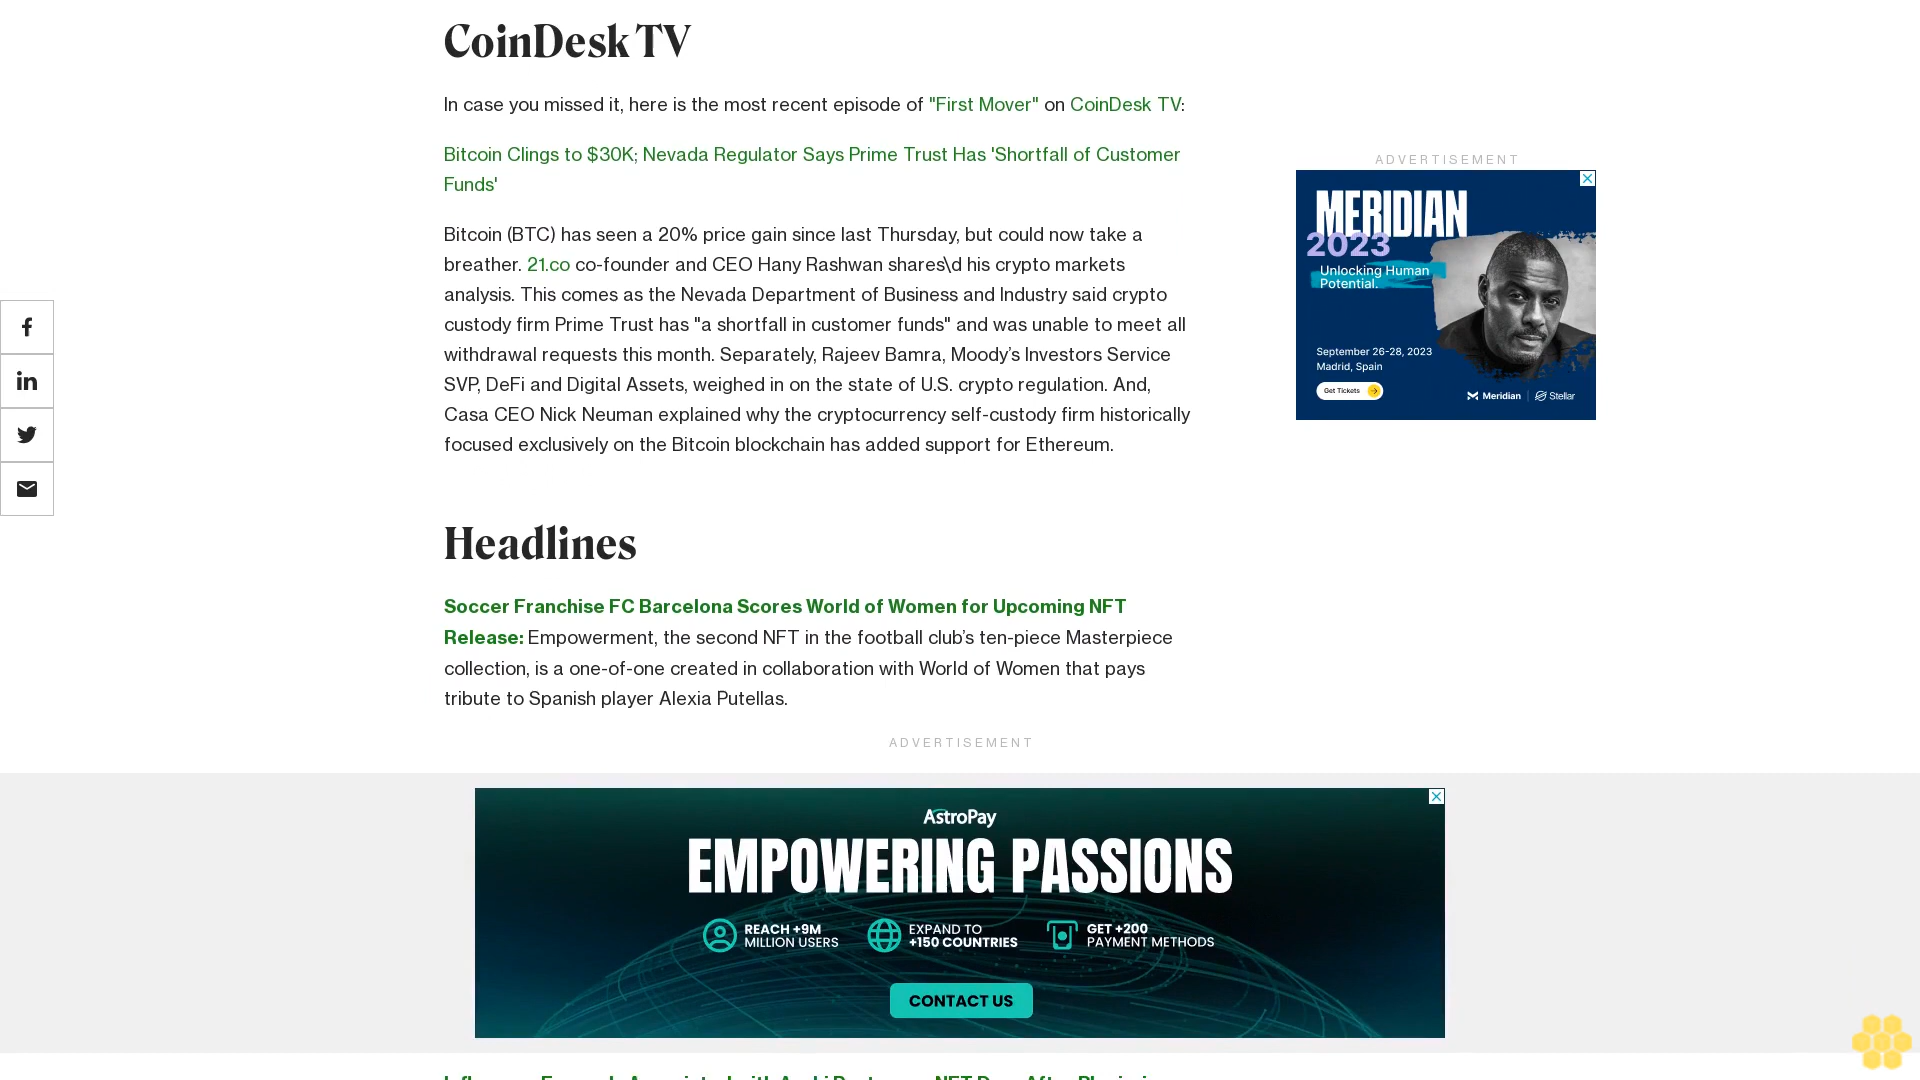 CoinDesk TV
In case you missed it, here is the most recent episode of "First Mover" on CoinDesk TV:
Bitcoin Clings to $30K; Nevada Regulator Says Prime Trust Has 'Shortfall of Customer
Funds'
Bitcoin (BTC) has seen a 20% price gain since last Thursday, but could now take a
breather. 21.co co-founder and CEO Hany Rashwan shares\d his crypto markets
analysis. This comes as the Nevada Department of Business and Industry said crypto
custody firm Prime Trust has "a shortfall in customer funds" and was unable to meet all
withdrawal requests this month. Separately, Rajeev Bamra, Moody’s Investors Service
SVP, DeFi and Digital Assets, weighed in on the state of U.S. crypto regulation. And,
Casa CEO Nick Neuman explained why the cryptocurrency self-custody firm historically
focused exclusively on the Bitcoin blockchain has added support for Ethereum.
ADVERTISEMENT
MERIDIAN
2023
Unlocking Human
Potential.
September 26-28, 2023
Madrid, Spain
Get Tickets
Meridian
Stellar
Headlines
Soccer Franchise FC Barcelona Scores World of Women for Upcoming NFT
Release: Empowerment, the second NFT in the football club’s ten-piece Masterpiece
collection, is a one-of-one created in collaboration with World of Women that pays
tribute to Spanish player Alexia Putellas.
ADVERTISEMENT
AstroPay
EMPOWERING PASSIONS
REACH +9M
MILLION USERS
EXPAND TO
+150 COUNTRIES
GET +200
PAYMENT METHODS
CONTACT US